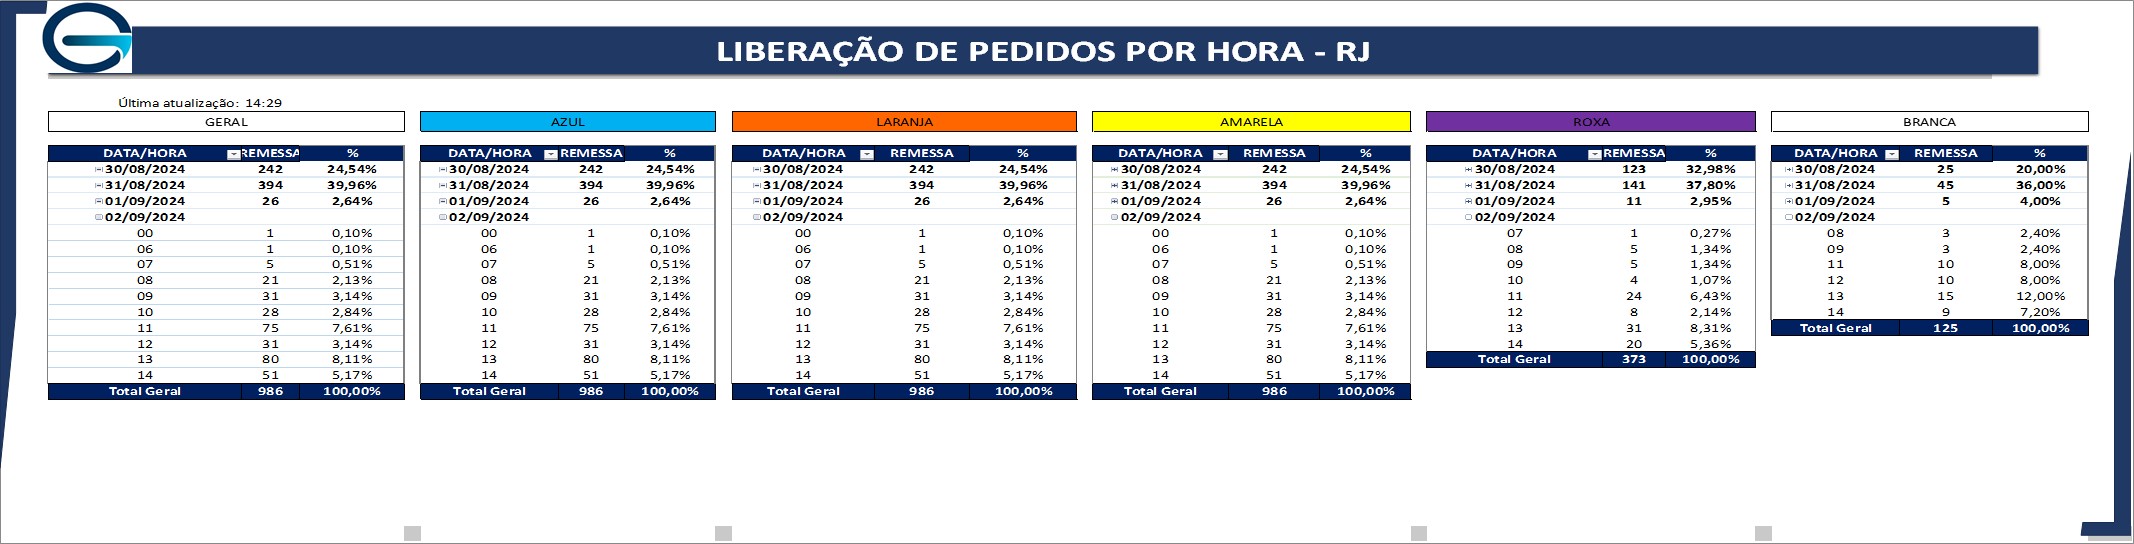 LIBERAÇÃO DE PEDIDOS POR HORA - RJ
Última atualização: 14:29
GERAL
DATA/HORA REMESSA %
30/08/2024 242 24,54%
31/08/2024 394 39,96%
01/09/2024 26 2,64%
02/09/2024
00 1 0,10%
06 1 0,10%
07 5 0,51%
08 21 2,13%
09 31 3,14%
10 28 2,84%
11 75 7,61%
12 31 3,14%
13 80 8,11%
14 51 5,17%
Total Geral 986 100,00%
AZUL
DATA/HORA REMESSA %
30/08/2024 242 24,54%
31/08/2024 394 39,96%
01/09/2024 26 2,64%
02/09/2024
00 1 0,10%
06 1 0,10%
07 5 0,51%
08 21 2,13%
09 31 3,14%
10 28 2,84%
11 75 7,61%
12 31 3,14%
13 80 8,11%
14 51 5,17%
Total Geral 986 100,00%
LARANJA
DATA/HORA REMESSA %
30/08/2024 242 24,54%
31/08/2024 394 39,96%
01/09/2024 26 2,64%
02/09/2024
00 1 0,10%
06 1 0,10%
07 5 0,51%
08 21 2,13%
09 31 3,14%
10 28 2,84%
11 75 7,61%
12 31 3,14%
13 80 8,11%
14 51 5,17%
Total Geral 986 100,00%
AMARELA
DATA/HORA REMESSA %
30/08/2024 242 24,54%
31/08/2024 394 39,96%
01/09/2024 26 2,64%
02/09/2024
00 1 0,10%
06 1 0,10%
07 5 0,51%
08 21 2,13%
09 31 3,14%
10 28 2,84%
11 75 7,61%
12 31 3,14%
13 80 8,11%
14 51 5,17%
Total Geral 986 100,00%
ROXA
DATA/HORA REMESSA %
30/08/2024 123 32,98%
31/08/2024 141 37,80%
01/09/2024 11 2,95%
02/09/2024
07 1 0,27%
08 5 1,34%
09 5 1,34%
10 4 1,07%
11 24 6,43%
12 8 2,14%
13 31 8,31%
14 20 5,36%
Total Geral 373 100,00%
BRANCA
DATA/HORA REMESSA %
30/08/2024 25 20,00%
31/08/2024 45 36,00%
01/09/2024 5 4,00%
02/09/2024
08 3 2,40%
09 3 2,40%
11 10 8,00%
12 10 8,00%
13 15 12,00%
14 9 7,20%
Total Geral 125 100,00%